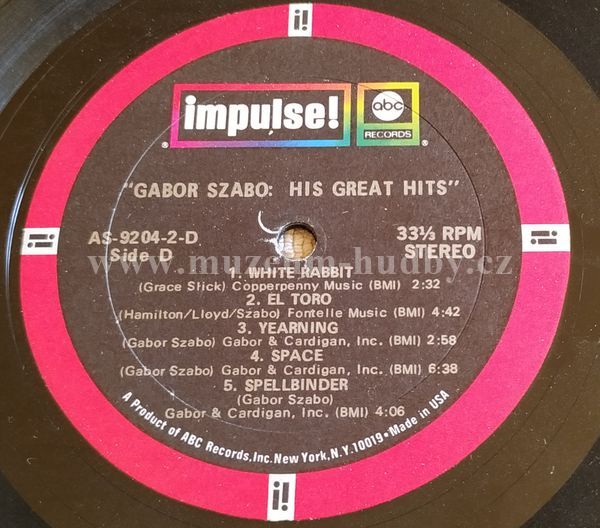 i!
impulse!
abc
RECORDS
®
®
"GABOR SZABO: HIS GREAT HITS"
AS-9204-2-D
Side D
33⅓ RPM
STEREO
i!
i!
www.muzeum-hudby.cz
1. WHITE RABBIT
(Grace Slick) Copperpenny Music (BMI) 2:32
2. EL TORO
(Hamilton/Lloyd/Szabo) Fontelle Music (BMI) 4:42
3. YEARNING
(Gabor Szabo) Gabor & Cardigan, Inc. (BMI) 2:58
4. SPACE
(Gabor Szabo) Gabor & Cardigan, Inc. (BMI) 6:38
5. SPELLBINDER
(Gabor Szabo)
Gabor & Cardigan, Inc. (BMI) 4:06
A Product of ABC Records, Inc. New York, N.Y. 10019 • Made in USA
i!